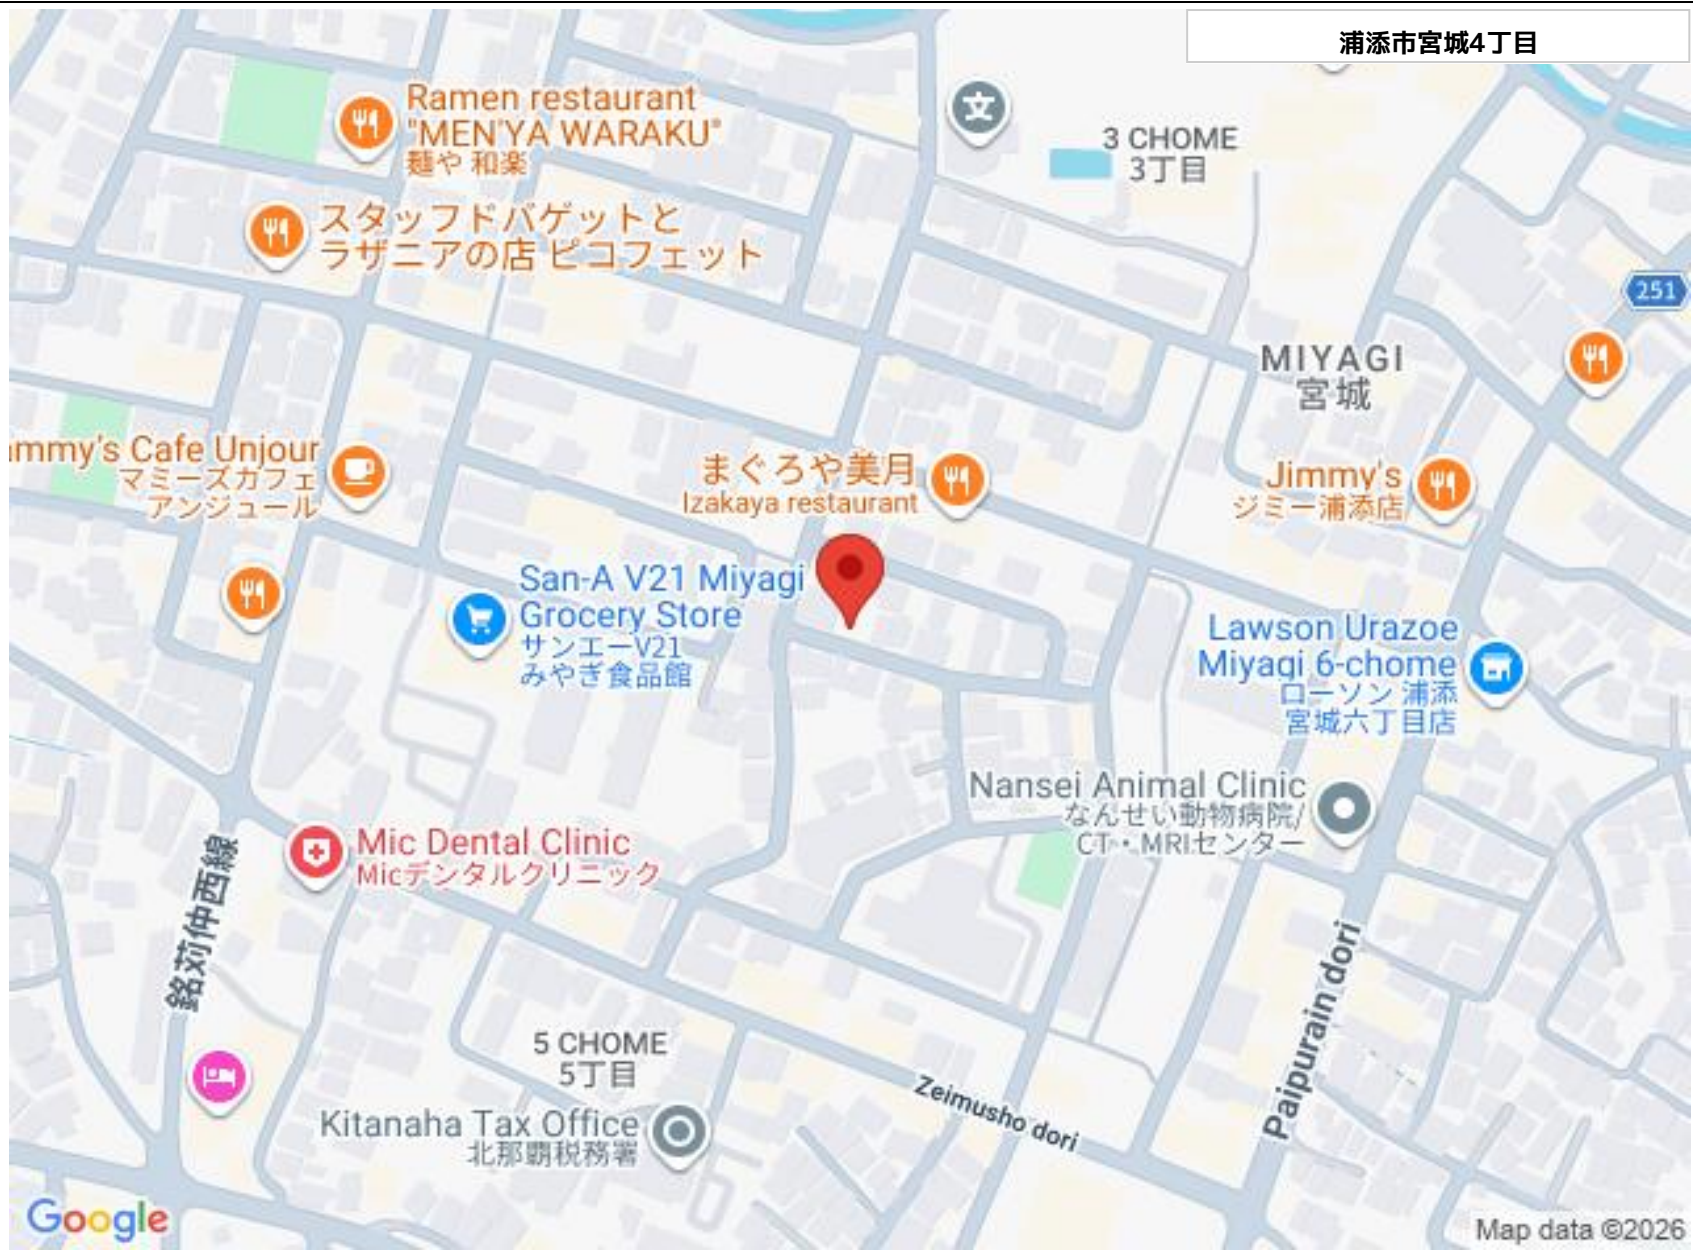 浦添市宮城4丁目
Ramen restaurant
"MEN'YA WARAKU"
麺や 和楽
文
3 CHOME
3丁目
スタッフドバゲットと
ラザニアの店 ピコフェット
251
MIYAGI
宮城
ammy's Cafe Unjour
マミーズカフェ
アンジュール
まぐろや美月
Izakaya restaurant
Jimmy's
ジミー浦添店
San-A V21 Miyagi
Grocery Store
サンエーV21
みやぎ食品館
Lawson Urazoe
Miyagi 6-chome
ローソン 浦添
宮城六丁目店
Nansei Animal Clinic
なんせい動物病院/
CT・MRIセンター
Mic Dental Clinic
Micデンタルクリニック
銘苅仲西線
Paipurain dori
5 CHOME
5丁目
Zeimusho dori
Kitanaha Tax Office
北那覇税務署
Google
Map data ©2026